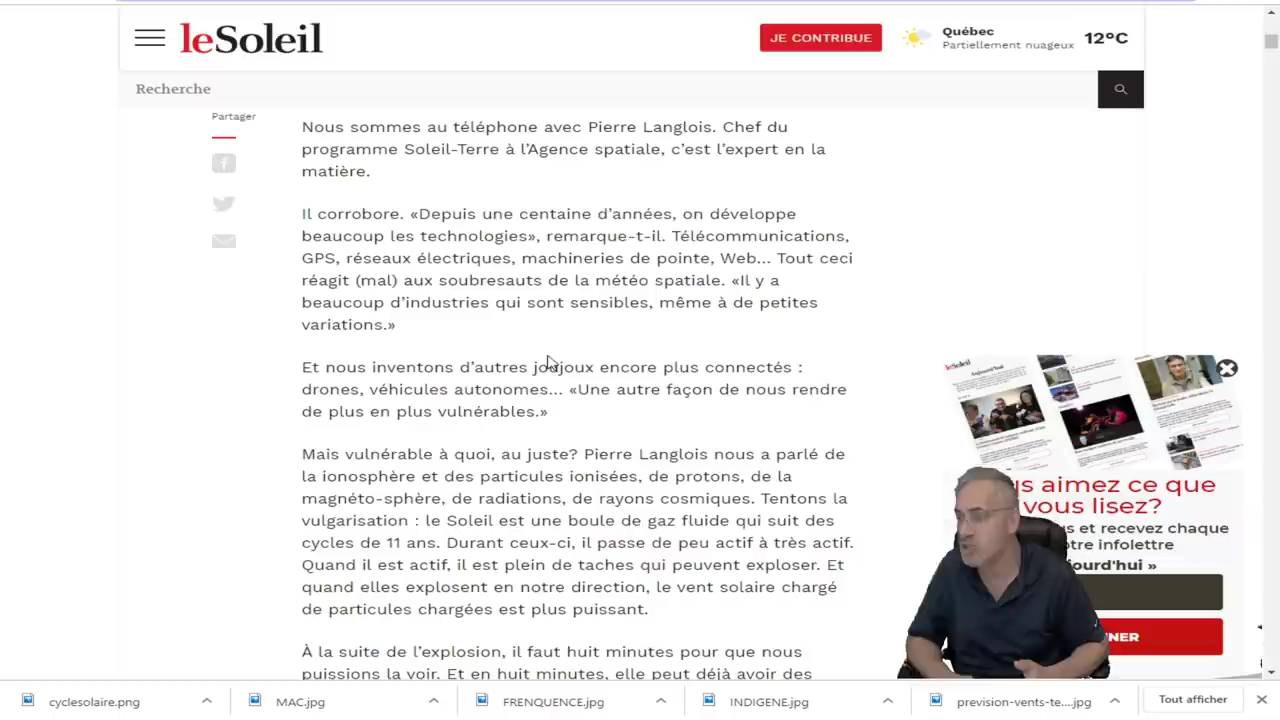 leSoleil
JE CONTRIBUE
Québec
Partiellement nuageux
12°C
Recherche
Partager
Nous sommes au téléphone avec Pierre Langlois. Chef du
programme Soleil-Terre à l’Agence spatiale, c’est l’expert en la
matière.
Il corrobore. «Depuis une centaine d’années, on développe
beaucoup les technologies», remarque-t-il. Télécommunications,
GPS, réseaux électriques, machineries de pointe, Web... Tout ceci
réagit (mal) aux soubresauts de la météo spatiale. «Il y a
beaucoup d’industries qui sont sensibles, même à de petites
variations.»
Et nous inventons d’autres joujoux encore plus connectés :
drones, véhicules autonomes... «Une autre façon de nous rendre
de plus en plus vulnérables.»
Mais vulnérable à quoi, au juste? Pierre Langlois nous a parlé de
la ionosphère et des particules ionisées, de protons, de la
magnéto-sphère, de radiations, de rayons cosmiques. Tentons la
vulgarisation : le Soleil est une boule de gaz fluide qui suit des
cycles de 11 ans. Durant ceux-ci, il passe de peu actif à très actif.
Quand il est actif, il est plein de taches qui peuvent exploser. Et
quand elles explosent en notre direction, le vent solaire chargé
de particules chargées est plus puissant.
À la suite de l’explosion, il faut huit minutes pour que nous
puissions la voir. Et en huit minutes, elle peut déjà avoir des
leSoleil
s aimez ce que
vous lisez?
us et recevez chaque
otre infolettre
jourd'hui »
NER
cyclesolaire.png
MAC.jpg
FRENQUENCE.jpg
INDIGENE.jpg
prevision-vents-te....jpg
Tout afficher